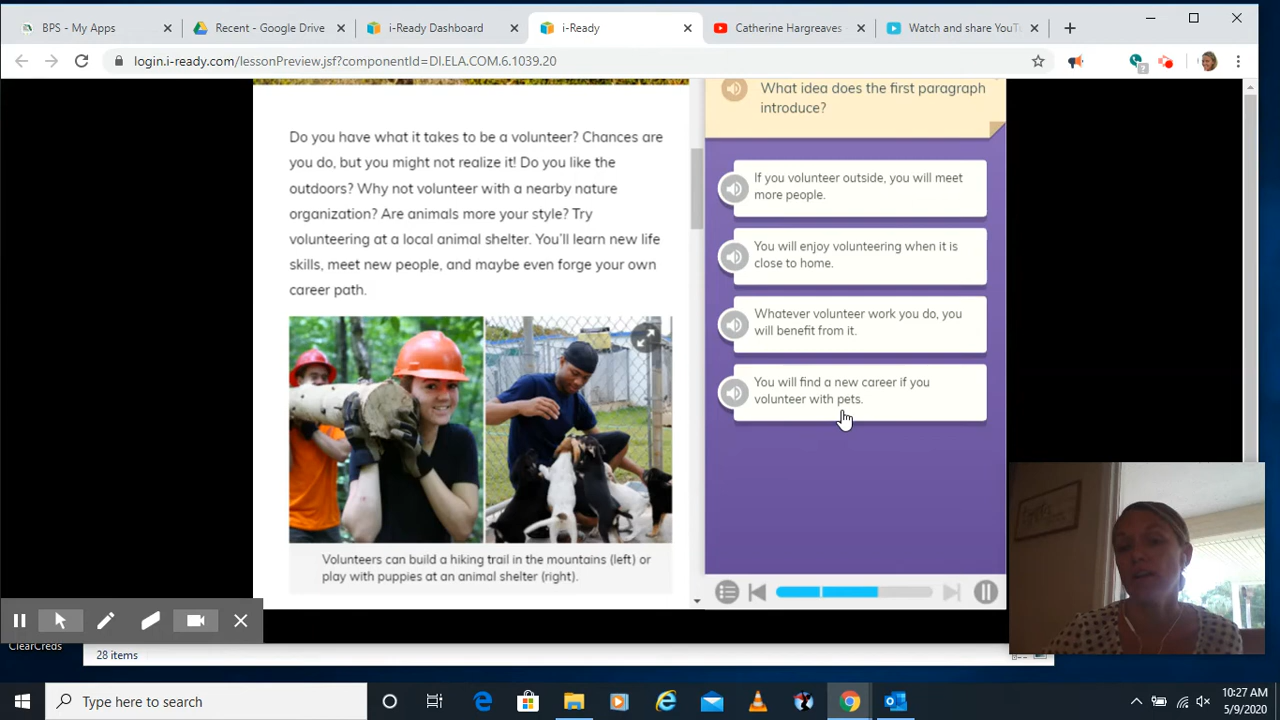 BPS - My Apps
Recent - Google Drive
i-Ready Dashboard
i-Ready
Catherine Hargreaves
Watch and share YouTu
login.i-ready.com/lessonPreview.jsf?componentId=DI.ELA.COM.6.1039.20
What idea does the first paragraph
introduce?
Do you have what it takes to be a volunteer? Chances are
you do, but you might not realize it! Do you like the
outdoors? Why not volunteer with a nearby nature
organization? Are animals more your style? Try
volunteering at a local animal shelter. You'll learn new life
skills, meet new people, and maybe even forge your own
career path.
If you volunteer outside, you will meet
more people.
You will enjoy volunteering when it is
close to home.
Whatever volunteer work you do, you
will benefit from it.
You will find a new career if you
volunteer with pets.
Volunteers can build a hiking trail in the mountains (left) or
play with puppies at an animal shelter (right).
ClearCreds
28 items
Type here to search
10:27 AM
5/9/2020